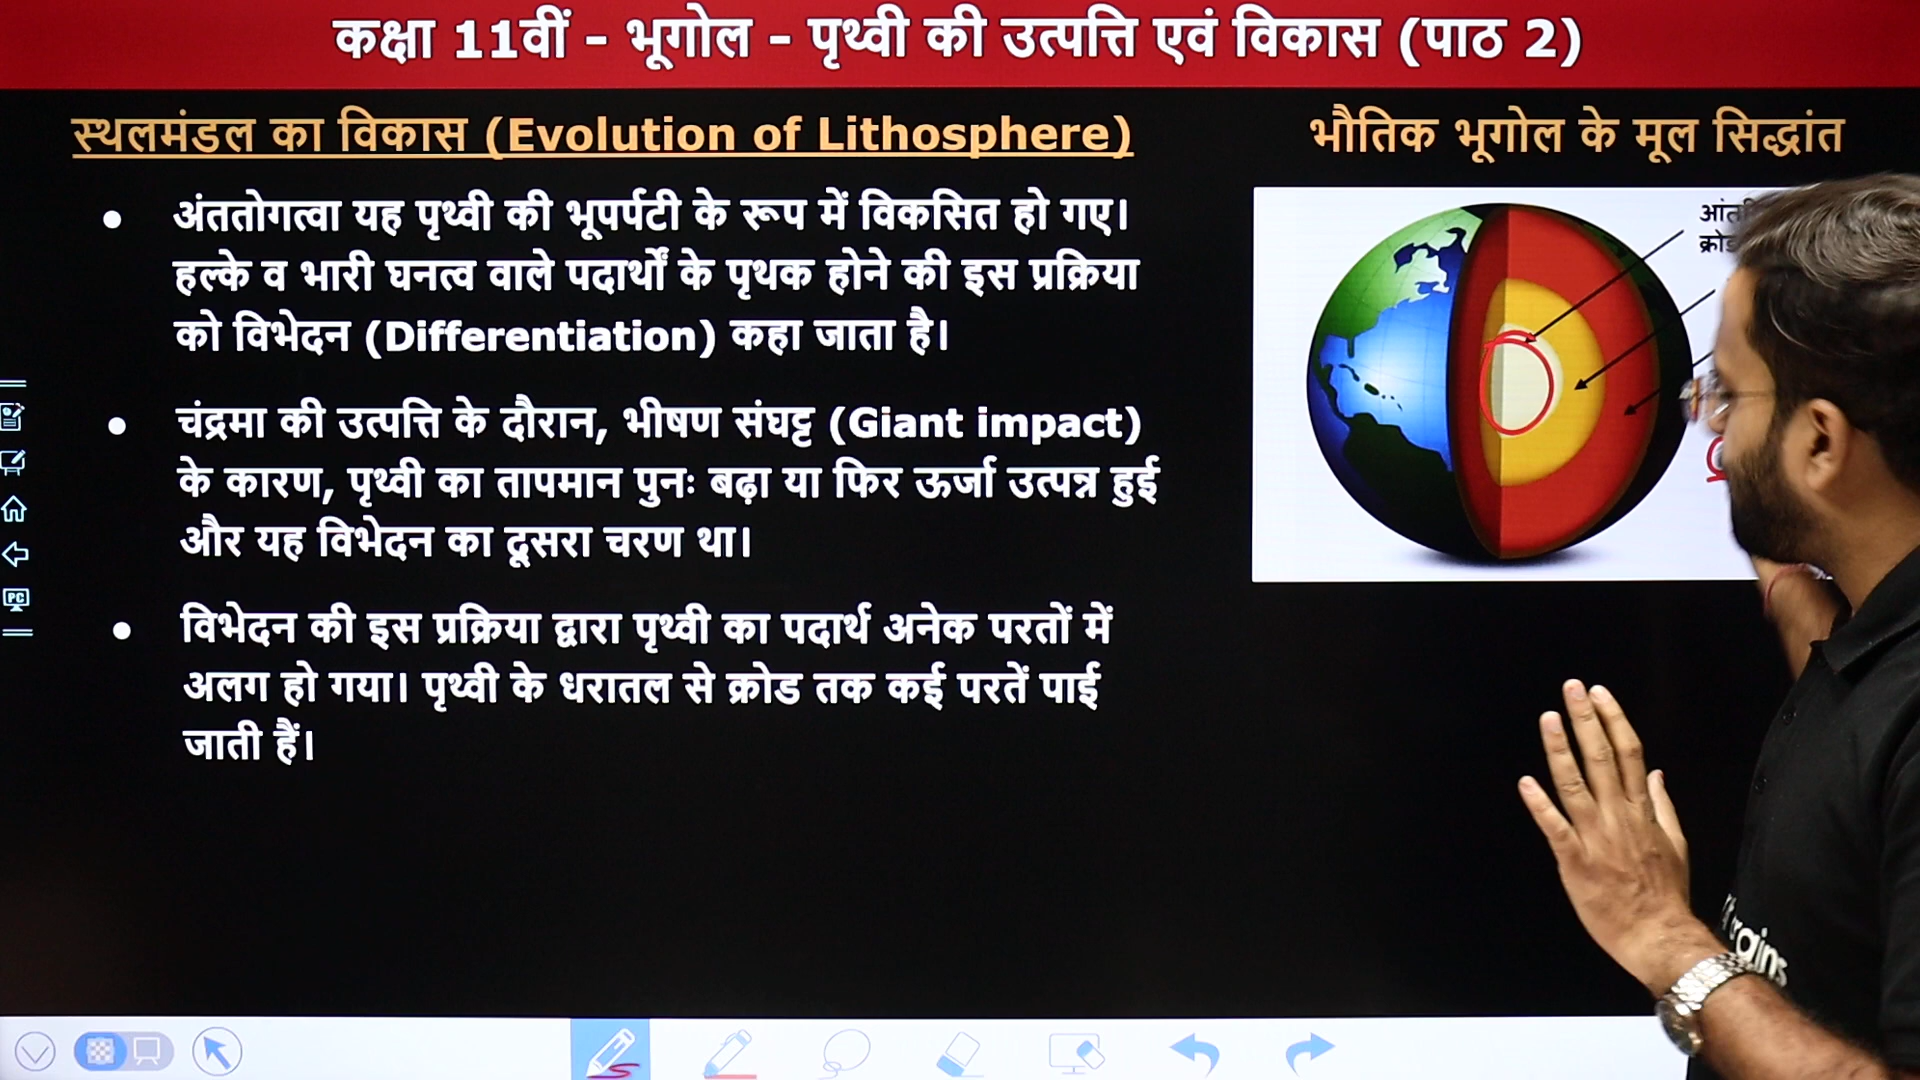 कक्षा 11वीं - भूगोल - पृथ्वी की उत्पत्ति एवं विकास (पाठ 2)
स्थलमंडल का विकास (Evolution of Lithosphere)
भौतिक भूगोल के मूल सिद्धांत
• अंततोगत्वा यह पृथ्वी की भूपर्पटी के रूप में विकसित हो गए।
हल्के व भारी घनत्व वाले पदार्थों के पृथक होने की इस प्रक्रिया
को विभेदन (Differentiation) कहा जाता है।
• चंद्रमा की उत्पत्ति के दौरान, भीषण संघट्ट (Giant impact)
के कारण, पृथ्वी का तापमान पुनः बढ़ा या फिर ऊर्जा उत्पन्न हुई
और यह विभेदन का दूसरा चरण था।
• विभेदन की इस प्रक्रिया द्वारा पृथ्वी का पदार्थ अनेक परतों में
अलग हो गया। पृथ्वी के धरातल से क्रोड तक कई परतें पाई
जाती हैं।
PC